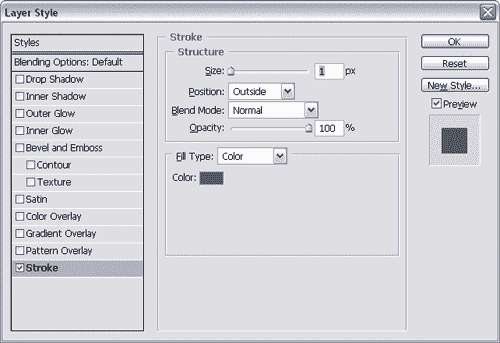 Layer Style
Styles
Blending Options: Default
Drop Shadow
Inner Shadow
Outer Glow
Inner Glow
Bevel and Emboss
Contour
Texture
Satin
Color Overlay
Gradient Overlay
Pattern Overlay
Stroke
Stroke
Structure
Size: 1 px
Position: Outside
Blend Mode: Normal
Opacity: 100 %
Fill Type: Color
Color:
OK
Reset
New Style...
Preview